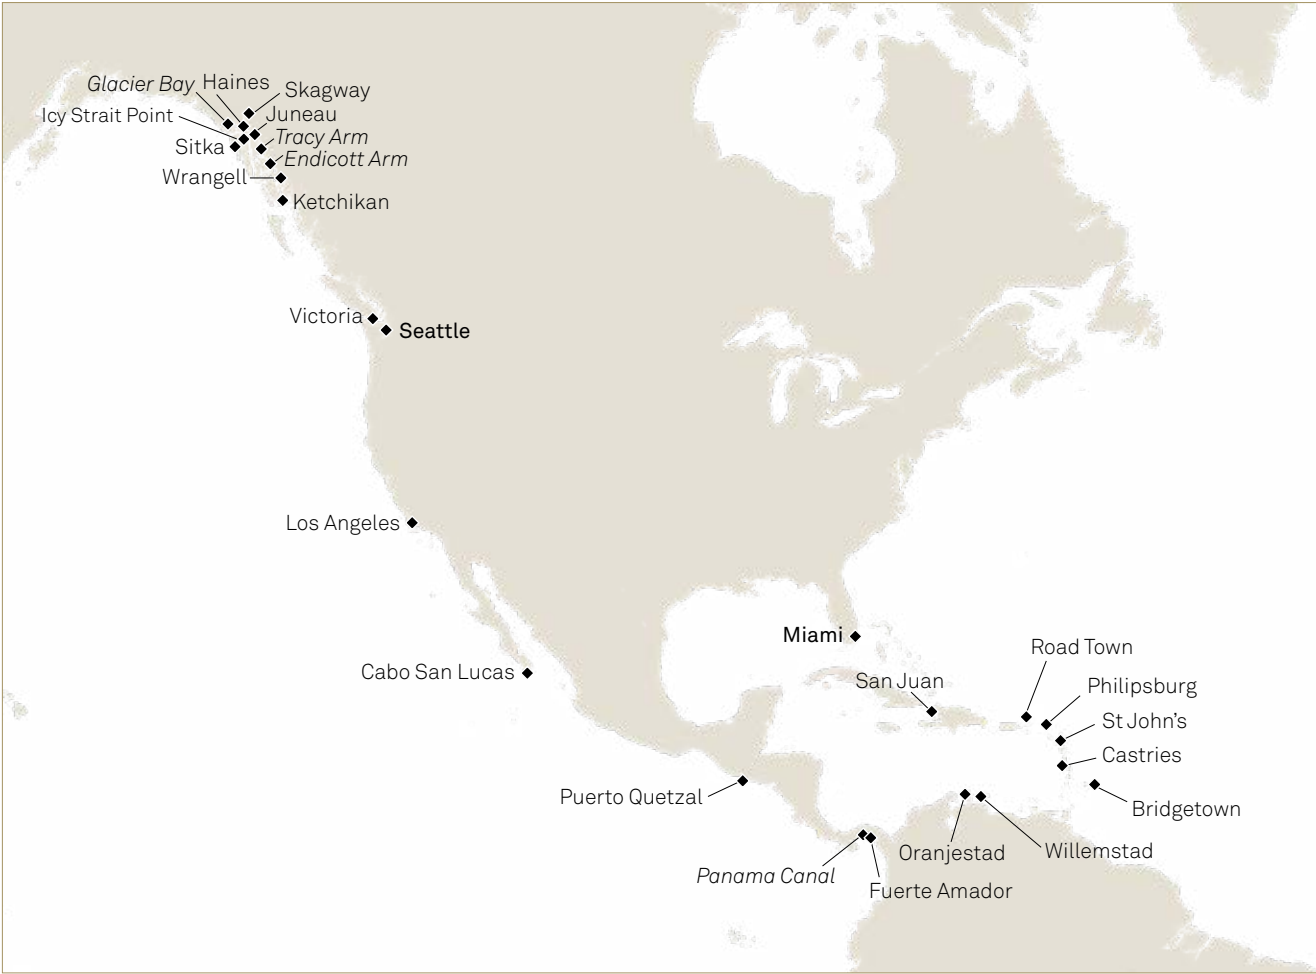 Glacier Bay
Haines
Skagway
Icy Strait Point
Juneau
Tracy Arm
Sitka
Endicott Arm
Wrangell
Ketchikan
Victoria
Seattle
Los Angeles
Miami
Road Town
Cabo San Lucas
San Juan
Philipsburg
St John's
Castries
Puerto Quetzal
Bridgetown
Oranjestad
Willemstad
Panama Canal
Fuerte Amador